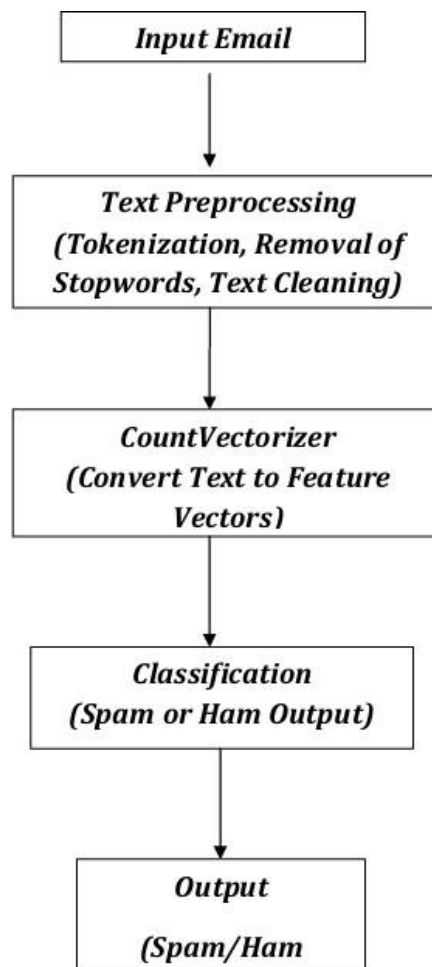 Input Email
Text Preprocessing
(Tokenization, Removal of
Stopwords, Text Cleaning)
CountVectorizer
(Convert Text to Feature
Vectors)
Classification
(Spam or Ham Output)
Output
(Spam/Ham